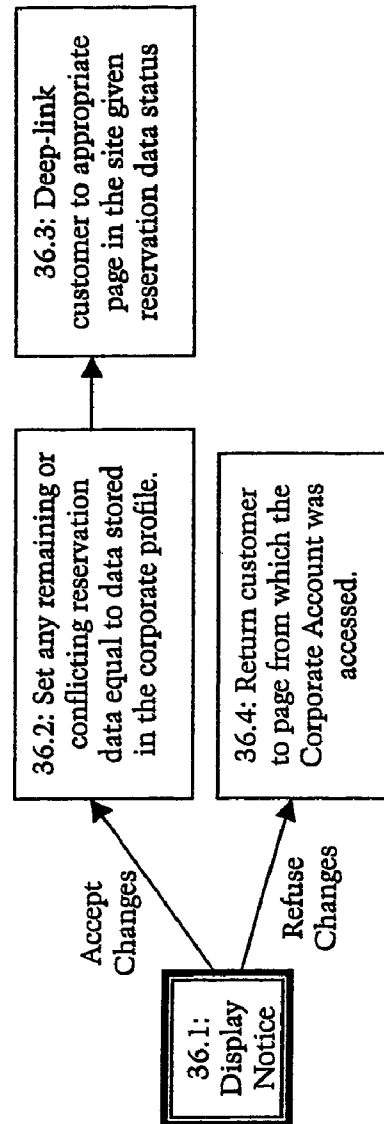 36.1:
Display
Notice
Accept
Changes
Refuse
Changes
36.2: Set any remaining or
conflicting reservation
data equal to data stored
in the corporate profile.
36.3: Deep-link
customer to appropriate
page in the site given
reservation data status
36.4: Return customer
to page from which the
Corporate Account was
accessed.